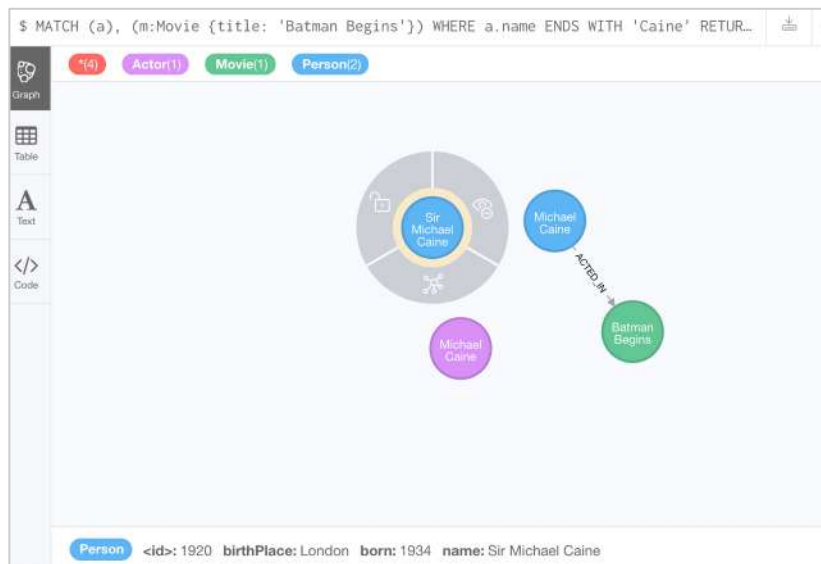 $ MATCH (a), (m:Movie {title: 'Batman Begins'}) WHERE a.name ENDS WITH 'Caine' RETUR…
*(4) Actor(1) Movie(1) Person(2)
Graph
Table
A
Text
</>
Code
Sir
Michael
Caine
Michael
Caine
ACTED_IN
Michael
Caine
Batman
Begins
Person <id>: 1920 birthPlace: London born: 1934 name: Sir Michael Caine